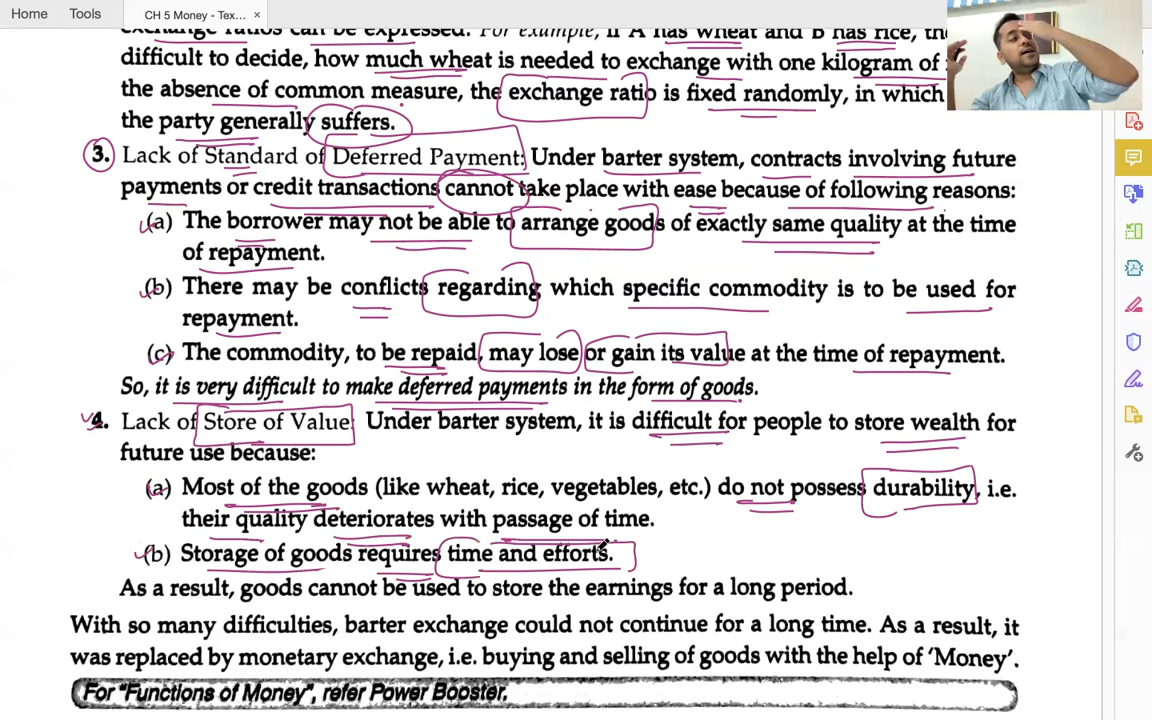 Home Tools CH 5 Money - Tex... ×
exchange ratios can be expressed. For example, if A has wheat and B has rice, the
difficult to decide, how much wheat is needed to exchange with one kilogram of
the absence of common measure, the exchange ratio is fixed randomly, in which
the party generally suffers.
3. Lack of Standard of Deferred Payment: Under barter system, contracts involving future
payments or credit transactions cannot take place with ease because of following reasons:
(a) The borrower may not be able to arrange goods of exactly same quality at the time
of repayment.
(b) There may be conflicts regarding which specific commodity is to be used for
repayment.
(c) The commodity, to be repaid, may lose or gain its value at the time of repayment.
So, it is very difficult to make deferred payments in the form of goods.
4. Lack of Store of Value: Under barter system, it is difficult for people to store wealth for
future use because:
(a) Most of the goods (like wheat, rice, vegetables, etc.) do not possess durability, i.e.
their quality deteriorates with passage of time.
(b) Storage of goods requires time and efforts.
As a result, goods cannot be used to store the earnings for a long period.
With so many difficulties, barter exchange could not continue for a long time. As a result, it
was replaced by monetary exchange, i.e. buying and selling of goods with the help of 'Money'.
For "Functions of Money", refer Power Booster.